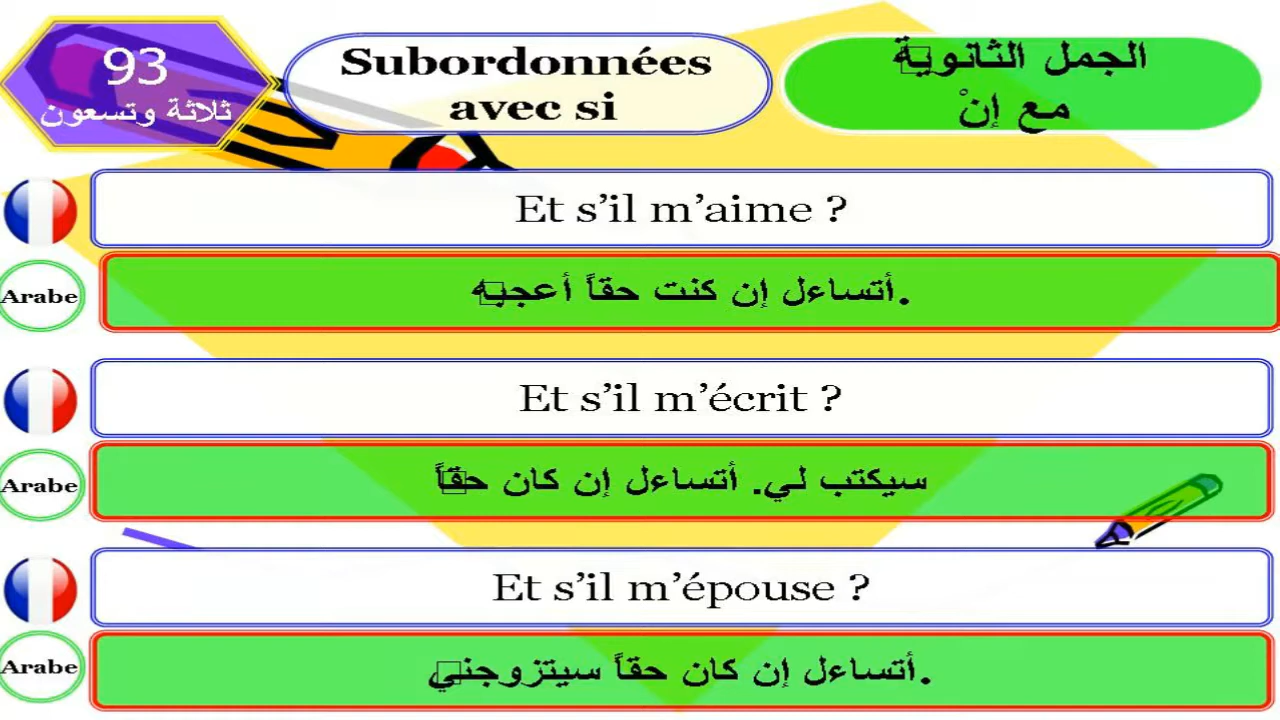 93
ثلاثة وتسعون
Subordonnées
avec si
الجمل الثانوية
مع إنْ
Et s’il m’aime ?
Arabe
أتساءل إن كنت حقاً أعجبه.
Et s’il m’écrit ?
Arabe
سيكتب لي. أتساءل إن كان حقاً
Et s’il m’épouse ?
Arabe
أتساءل إن كان حقاً سيتزوجني.